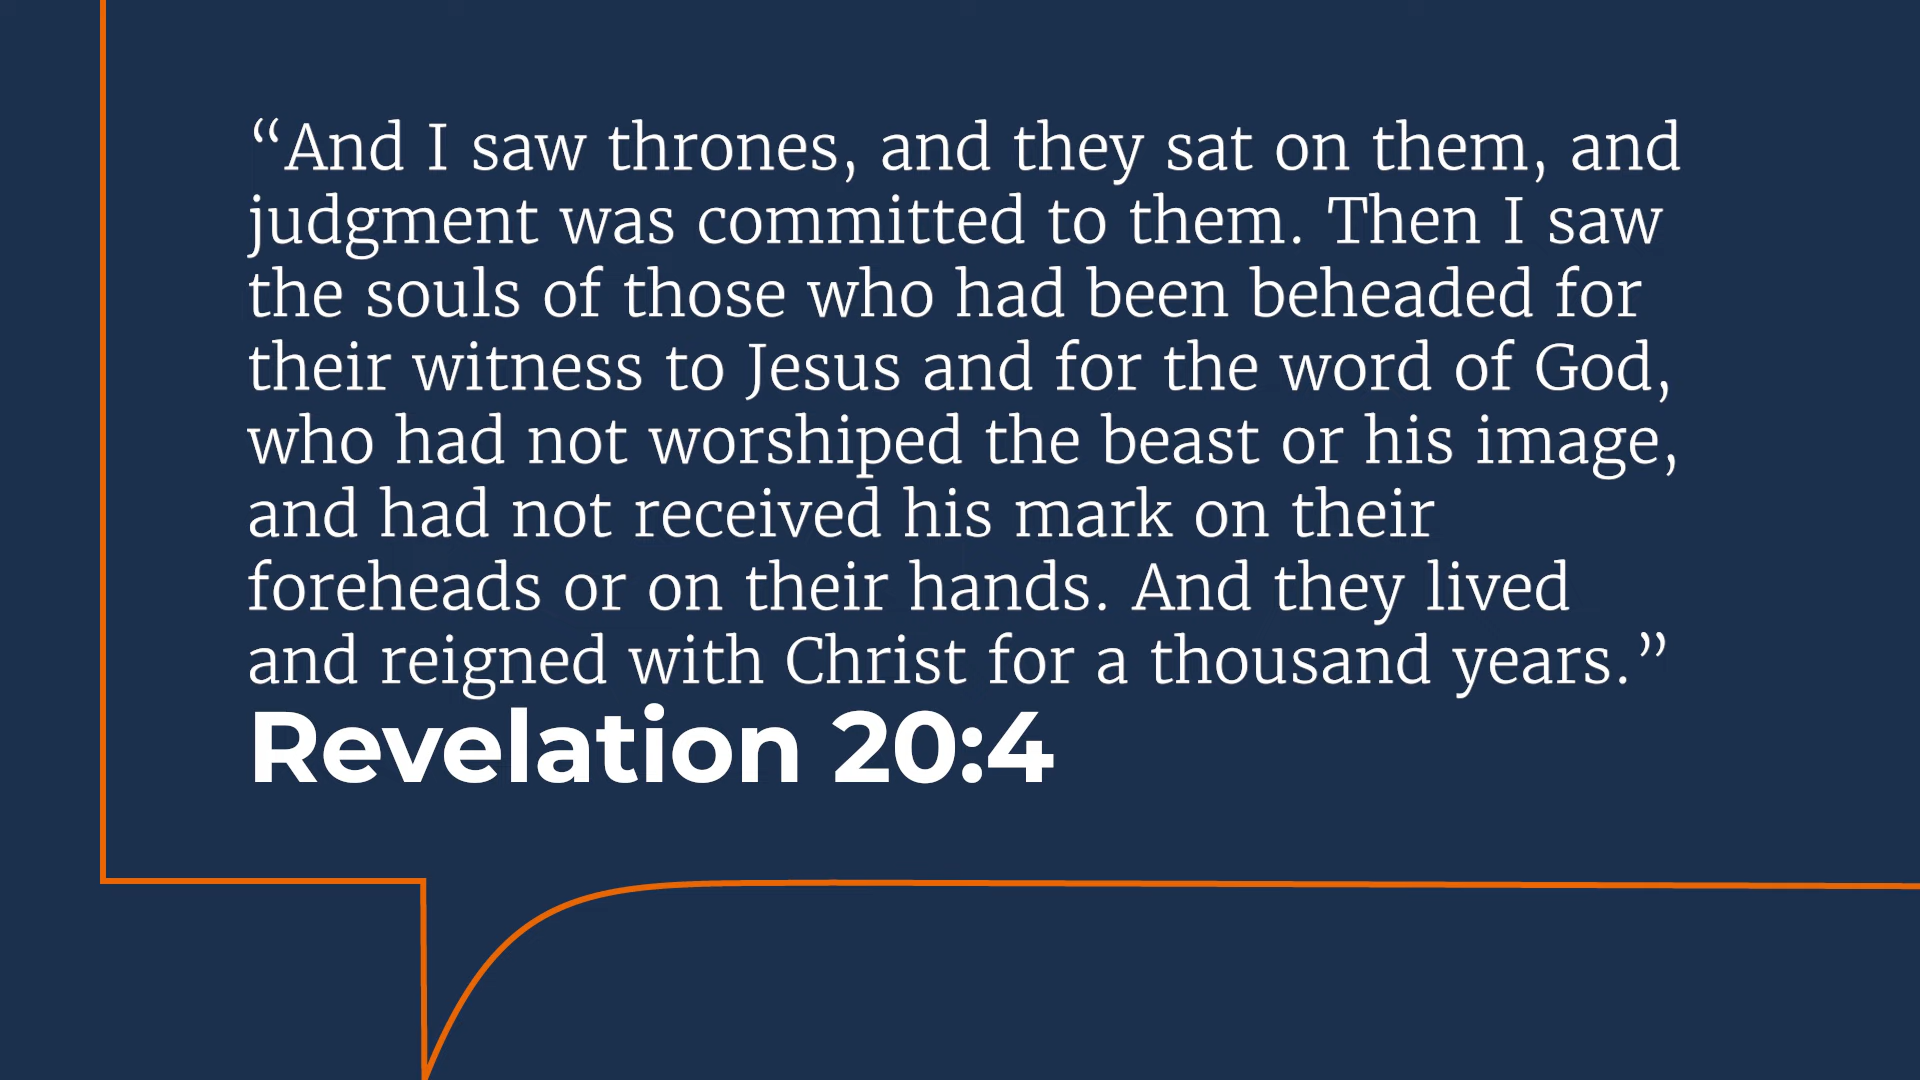 “And I saw thrones, and they sat on them, and
judgment was committed to them. Then I saw
the souls of those who had been beheaded for
their witness to Jesus and for the word of God,
who had not worshiped the beast or his image,
and had not received his mark on their
foreheads or on their hands. And they lived
and reigned with Christ for a thousand years.”
Revelation 20:4